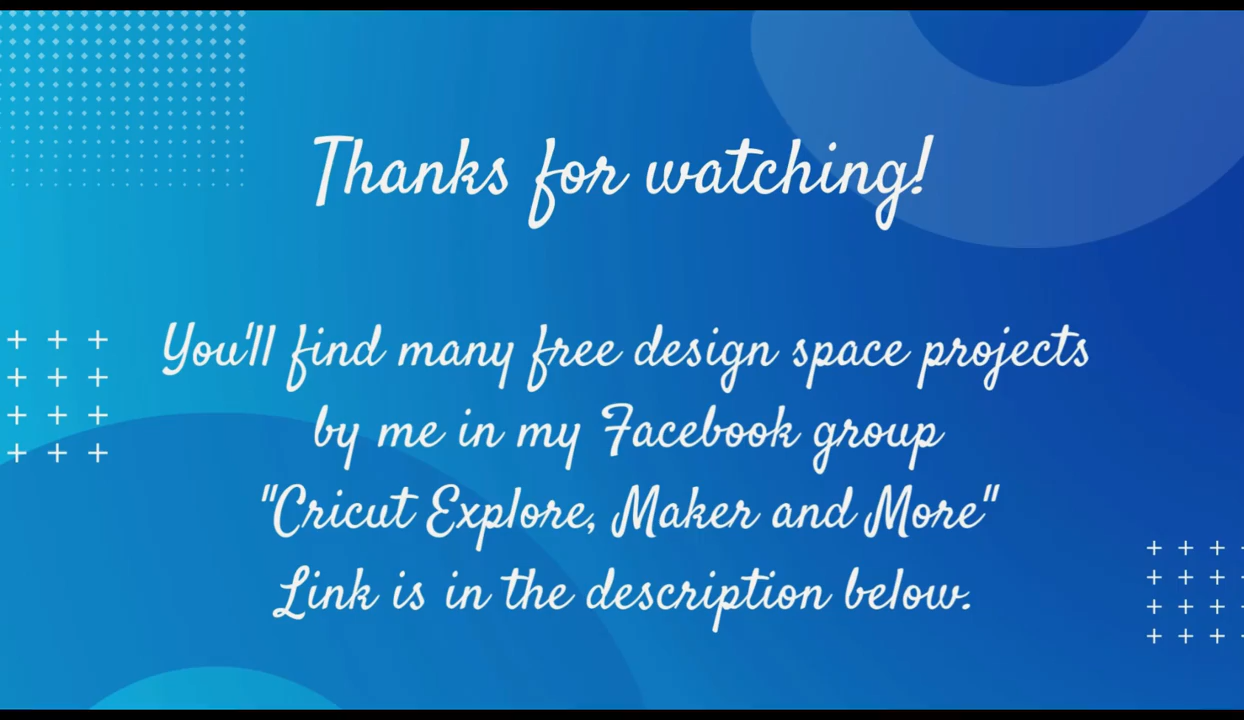 Thanks for watching!
You'll find many free design space projects
by me in my Facebook group
"Cricut Explore, Maker and More"
Link is in the description below.